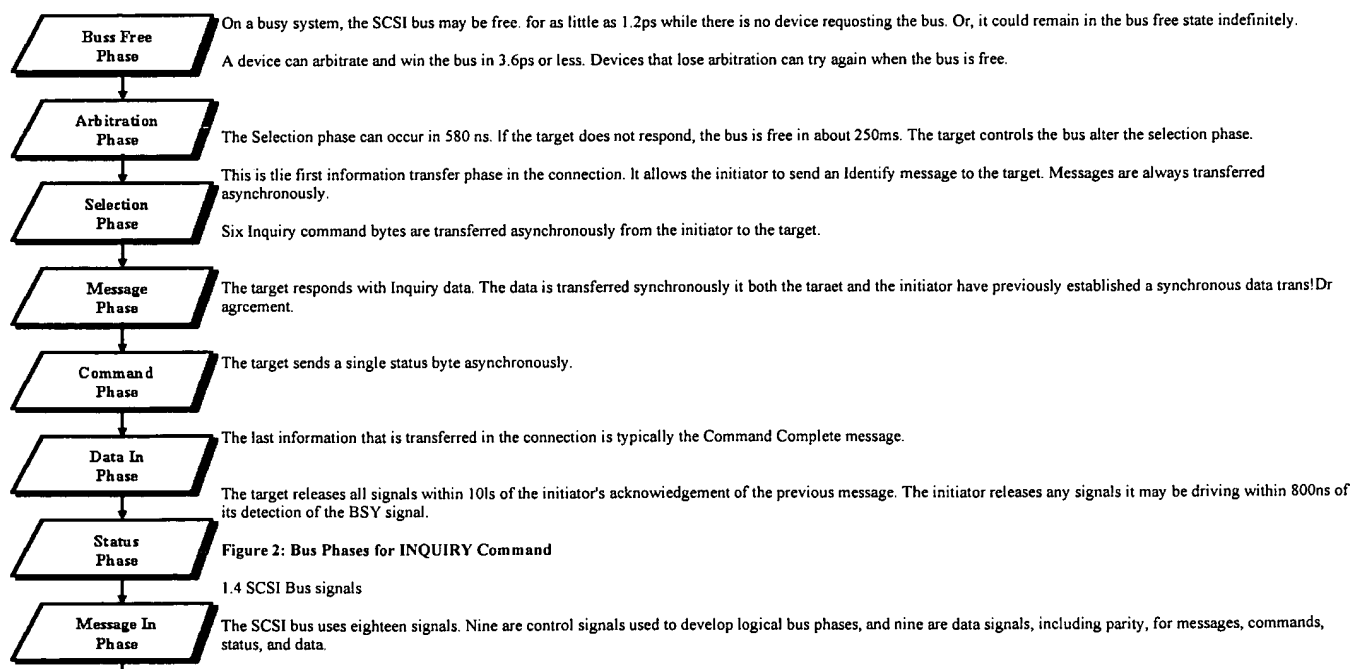 Buss Free
Phase
On a busy system, the SCSI bus may be free. for as little as 1.2ps while there is no device requosting the bus. Or, it could remain in the bus free state indefinitely.
A device can arbitrate and win the bus in 3.6ps or less. Devices that lose arbitration can try again when the bus is free.
Arbitration
Phase
The Selection phase can occur in 580 ns. If the target does not respond, the bus is free in about 250ms. The target controls the bus alter the selection phase.
This is tlie first information transfer phase in the connection. It allows the initiator to send an Identify message to the target. Messages are always transferred
asynchronously.
Selection
Phase
Six Inquiry command bytes are transferred asynchronously from the initiator to the target.
Message
Phase
The target responds with Inquiry data. The data is transferred synchronously it both the taraet and the initiator have previously established a synchronous data trans!Dr
agrcement.
Command
Phase
The target sends a single status byte asynchronously.
Data In
Phase
The last information that is transferred in the connection is typically the Command Complete message.
The target releases all signals within 10ls of the initiator's acknowiedgement of the previous message. The initiator releases any signals it may be driving within 800ns of
its detection of the BSY signal.
Status
Phase
Figure 2: Bus Phases for INQUIRY Command
1.4 SCSI Bus signals
Message In
Phase
The SCSI bus uses eighteen signals. Nine are control signals used to develop logical bus phases, and nine are data signals, including parity, for messages, commands,
status, and data.